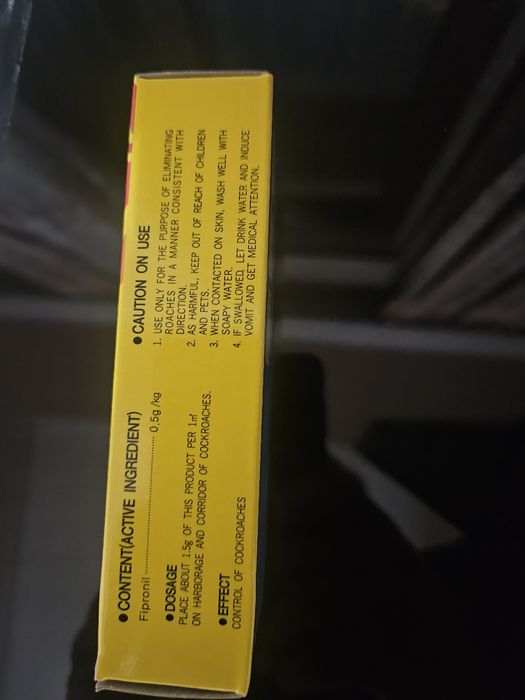 ● CONTENT(ACTIVE INGREDIENT)
Fipronil ........................................ 0.5g /kg
● DOSAGE
PLACE ABOUT 1.5g OF THIS PRODUCT PER 1㎡
ON HARBORAGE AND CORRIDOR OF COCKROACHES.
● EFFECT
CONTROL OF COCKROACHES
● CAUTION ON USE
1. USE ONLY FOR THE PURPOSE OF ELIMINATING
ROACHES IN A MANNER CONSISTENT WITH
DIRECTION.
2. AS HARMFUL, KEEP OUT OF REACH OF CHILDREN
AND PETS.
3. WHEN CONTACTED ON SKIN, WASH WELL WITH
SOAPY WATER.
4. IF SWALLOWED, LET DRINK WATER AND INDUCE
VOMIT AND GET MEDICAL ATTENTION.